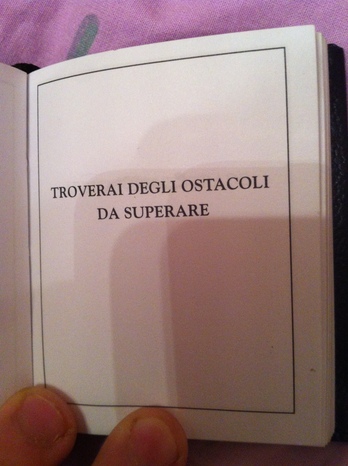 TROVERAI DEGLI OSTACOLI
DA SUPERARE